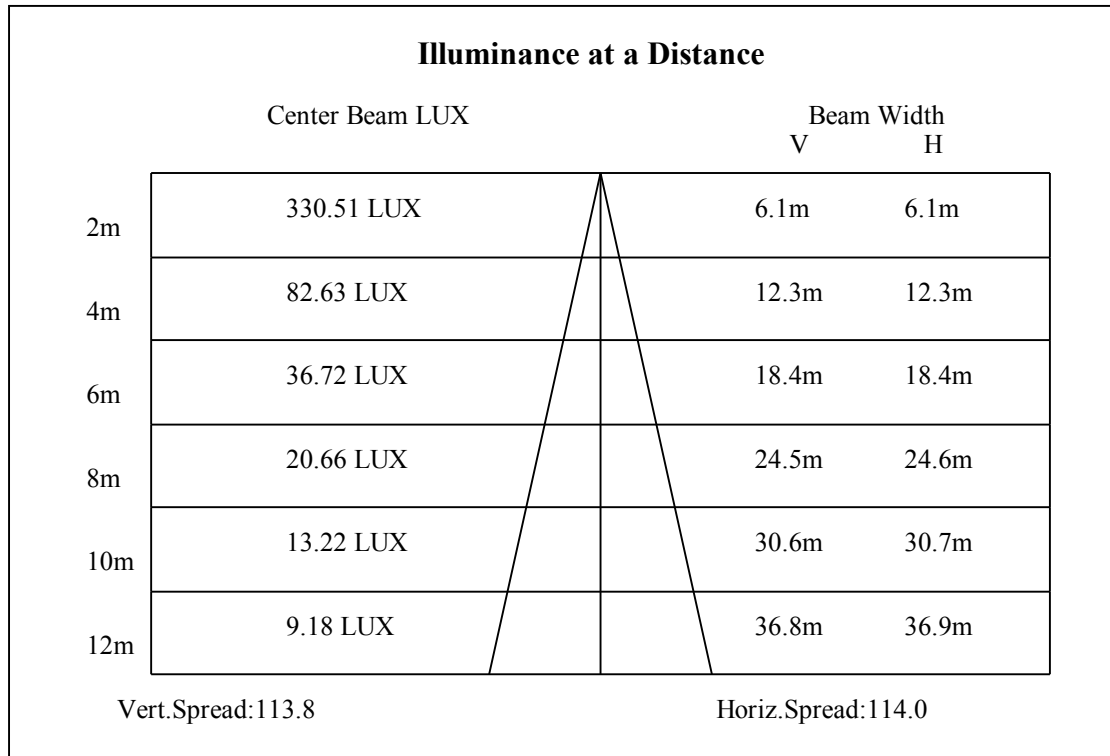 Illuminance at a Distance
Center Beam LUX Beam Width
V H
2m 330.51 LUX 6.1m 6.1m
4m 82.63 LUX 12.3m 12.3m
6m 36.72 LUX 18.4m 18.4m
8m 20.66 LUX 24.5m 24.6m
10m 13.22 LUX 30.6m 30.7m
12m 9.18 LUX 36.8m 36.9m
Vert.Spread:113.8 Horiz.Spread:114.0